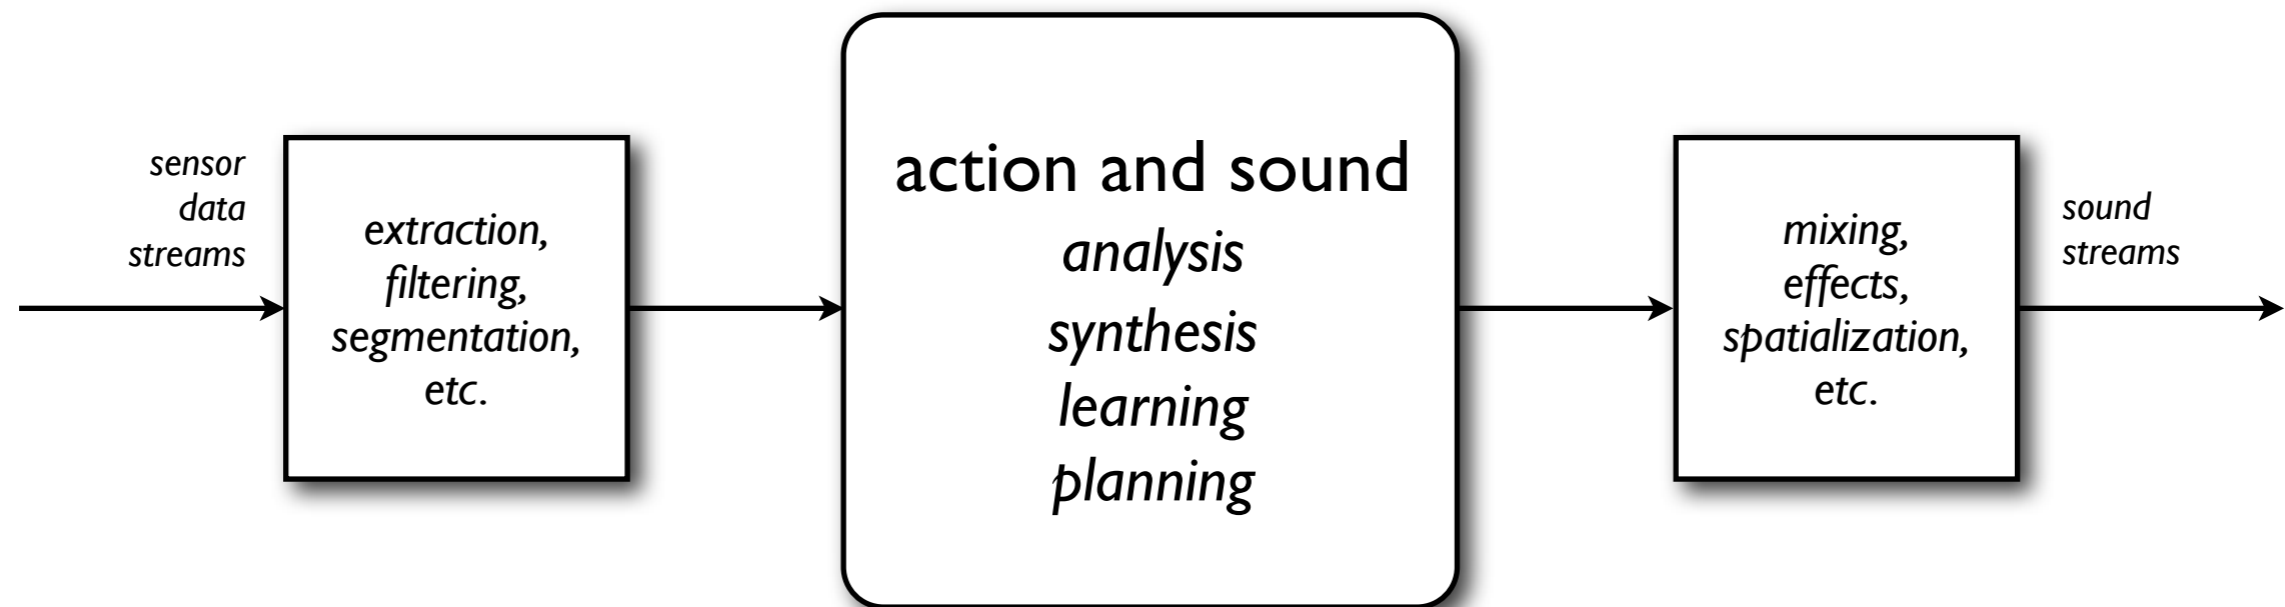 sensor
data
streams
extraction,
filtering,
segmentation,
etc.
action and sound
analysis
synthesis
learning
planning
mixing,
effects,
spatialization,
etc.
sound
streams